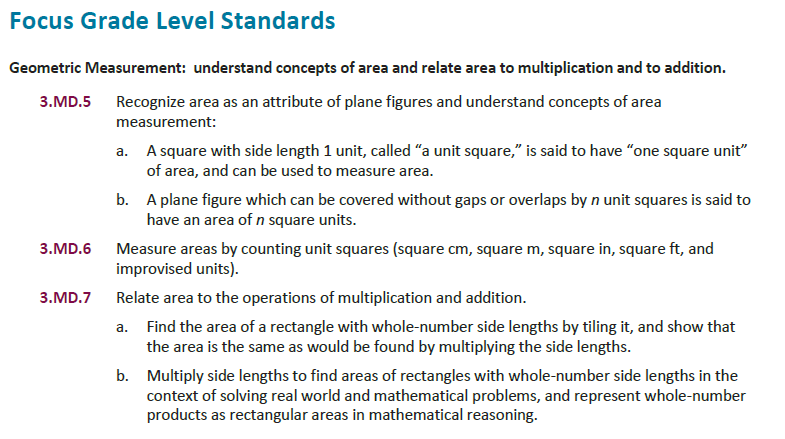 Focus Grade Level Standards
Geometric Measurement:  understand concepts of area and relate area to multiplication and to addition.
3.MD.5 Recognize area as an attribute of plane figures and understand concepts of area
measurement:
a. A square with side length 1 unit, called “a unit square,” is said to have “one square unit”
of area, and can be used to measure area.
b. A plane figure which can be covered without gaps or overlaps by n unit squares is said to
have an area of n square units.
3.MD.6 Measure areas by counting unit squares (square cm, square m, square in, square ft, and
improvised units).
3.MD.7 Relate area to the operations of multiplication and addition.
a. Find the area of a rectangle with whole-number side lengths by tiling it, and show that
the area is the same as would be found by multiplying the side lengths.
b. Multiply side lengths to find areas of rectangles with whole-number side lengths in the
context of solving real world and mathematical problems, and represent whole-number
products as rectangular areas in mathematical reasoning.